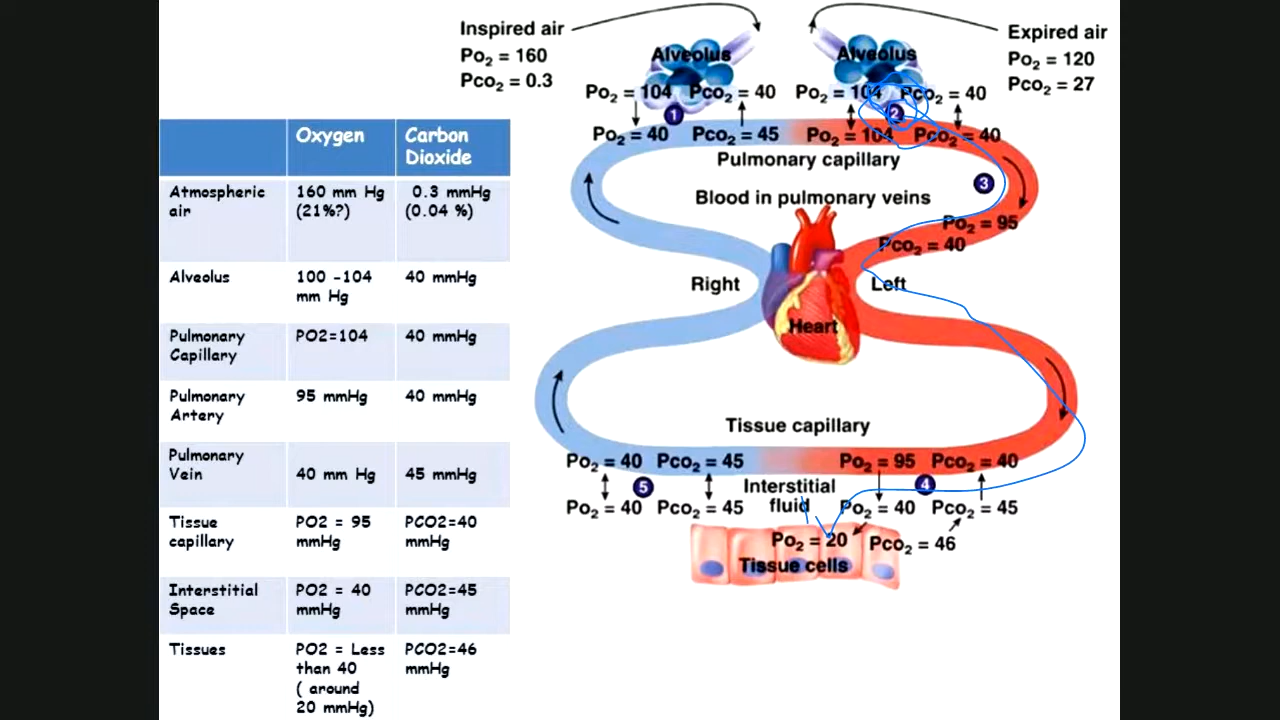 Oxygen
Carbon
Dioxide
Atmospheric
air
160 mm Hg
(21%?)
0.3 mmHg
(0.04 %)
Alveolus
100 -104
mm Hg
40 mmHg
Pulmonary
Capillary
PO2=104
40 mmHg
Pulmonary
Artery
95 mmHg
40 mmHg
Pulmonary
Vein
40 mm Hg
45 mmHg
Tissue
capillary
PO2 = 95
mmHg
PCO2=40
mmHg
Interstitial
Space
PO2 = 40
mmHg
PCO2=45
mmHg
Tissues
PO2 = Less
than 40
( around
20 mmHg)
PCO2=46
mmHg
Inspired air
Po₂ = 160
Pco₂ = 0.3
Expired air
Po₂ = 120
Pco₂ = 27
Alveolus
Alveolus
Po₂ = 104 Pco₂ = 40
Po₂ = 104 Pco₂ = 40
1
2
Po₂ = 40 Pco₂ = 45
Po₂ = 104 Pco₂ = 40
Pulmonary capillary
3
Blood in pulmonary veins
Po₂ = 95
Pco₂ = 40
Right
Left
Heart
Tissue capillary
Po₂ = 40 Pco₂ = 45
Po₂ = 95 Pco₂ = 40
5
Interstitial
fluid
4
Po₂ = 40 Pco₂ = 45
Po₂ = 40 Pco₂ = 45
Po₂ = 20
Pco₂ = 46
Tissue cells